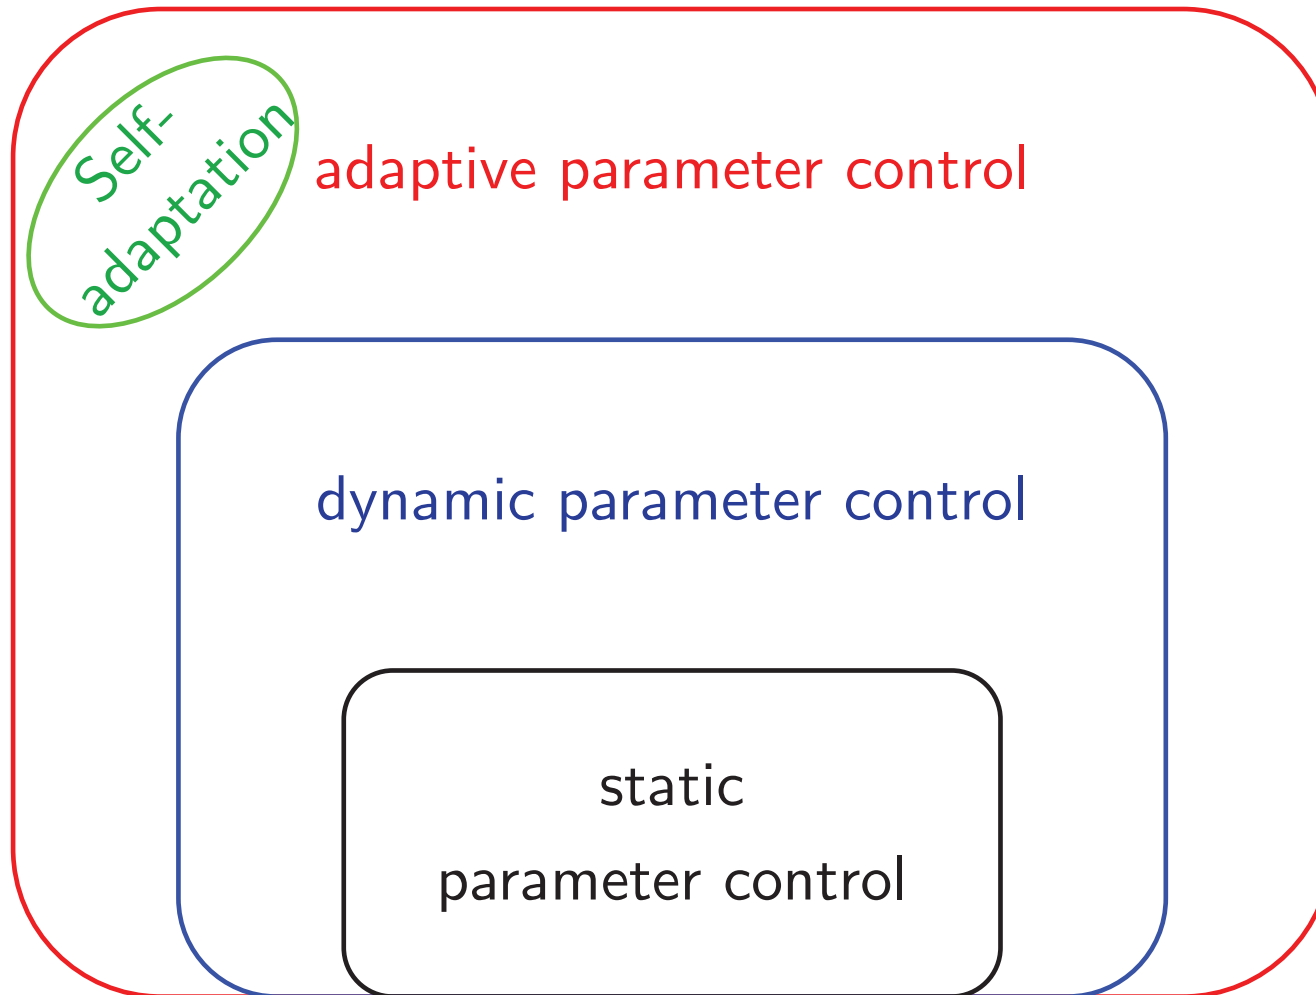 Self-
adaptation
adaptive parameter control
dynamic parameter control
static
parameter control